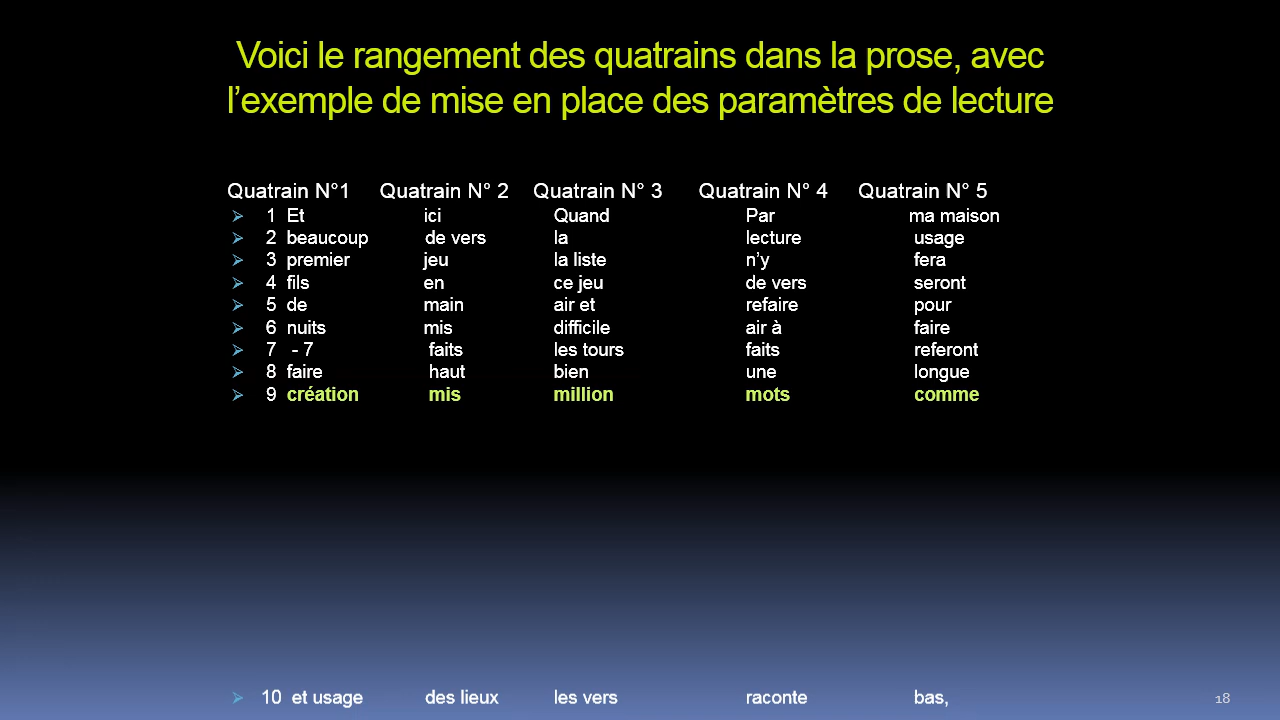 Voici le rangement des quatrains dans la prose, avec
l’exemple de mise en place des paramètres de lecture
Quatrain N°1 Quatrain N° 2 Quatrain N° 3 Quatrain N° 4 Quatrain N° 5
1 Et ici Quand Par ma maison
2 beaucoup de vers la lecture usage
3 premier jeu la liste n’y fera
4 fils en ce jeu de vers seront
5 de main air et refaire pour
6 nuits mis difficile air à faire
7 - 7 faits les tours faits referont
8 faire haut bien une longue
9 création mis million mots comme
10 et usage des lieux les vers raconte bas,
18